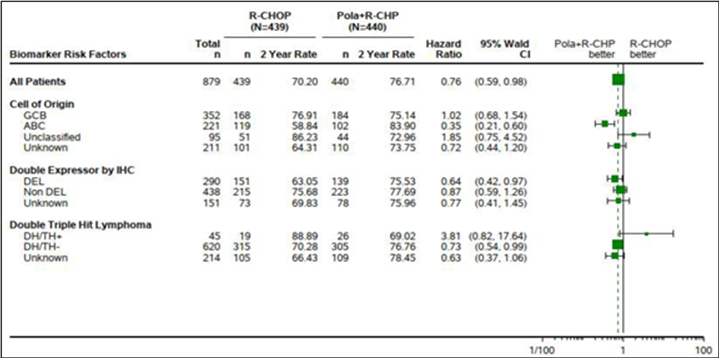 R-CHOP Pola+R-CHP
(N=439) (N=440)
Total Hazard 95% Wald Pola+R-CHP R-CHOP
Biomarker Risk Factors n n 2 Year Rate n 2 Year Rate Ratio CI better better
All Patients 879 439 70.20 440 76.71 0.76 (0.59, 0.98)
Cell of Origin
GCB 352 168 76.91 184 75.14 1.02 (0.68, 1.54)
ABC 221 119 58.84 102 83.90 0.35 (0.21, 0.60)
Unclassified 95 51 86.23 44 72.96 1.85 (0.75, 4.52)
Unknown 211 101 64.31 110 73.75 0.72 (0.44, 1.20)
Double Expressor by IHC
DEL 290 151 63.05 139 75.53 0.64 (0.42, 0.97)
Non DEL 438 215 75.68 223 77.69 0.87 (0.59, 1.26)
Unknown 151 73 69.83 78 75.96 0.77 (0.41, 1.45)
Double Triple Hit Lymphoma
DH/TH+ 45 19 88.89 26 69.02 3.81 (0.82, 17.64)
DH/TH- 620 315 70.28 305 76.76 0.73 (0.54, 0.99)
Unknown 214 105 66.43 109 78.45 0.63 (0.37, 1.06)
1/100 1 100